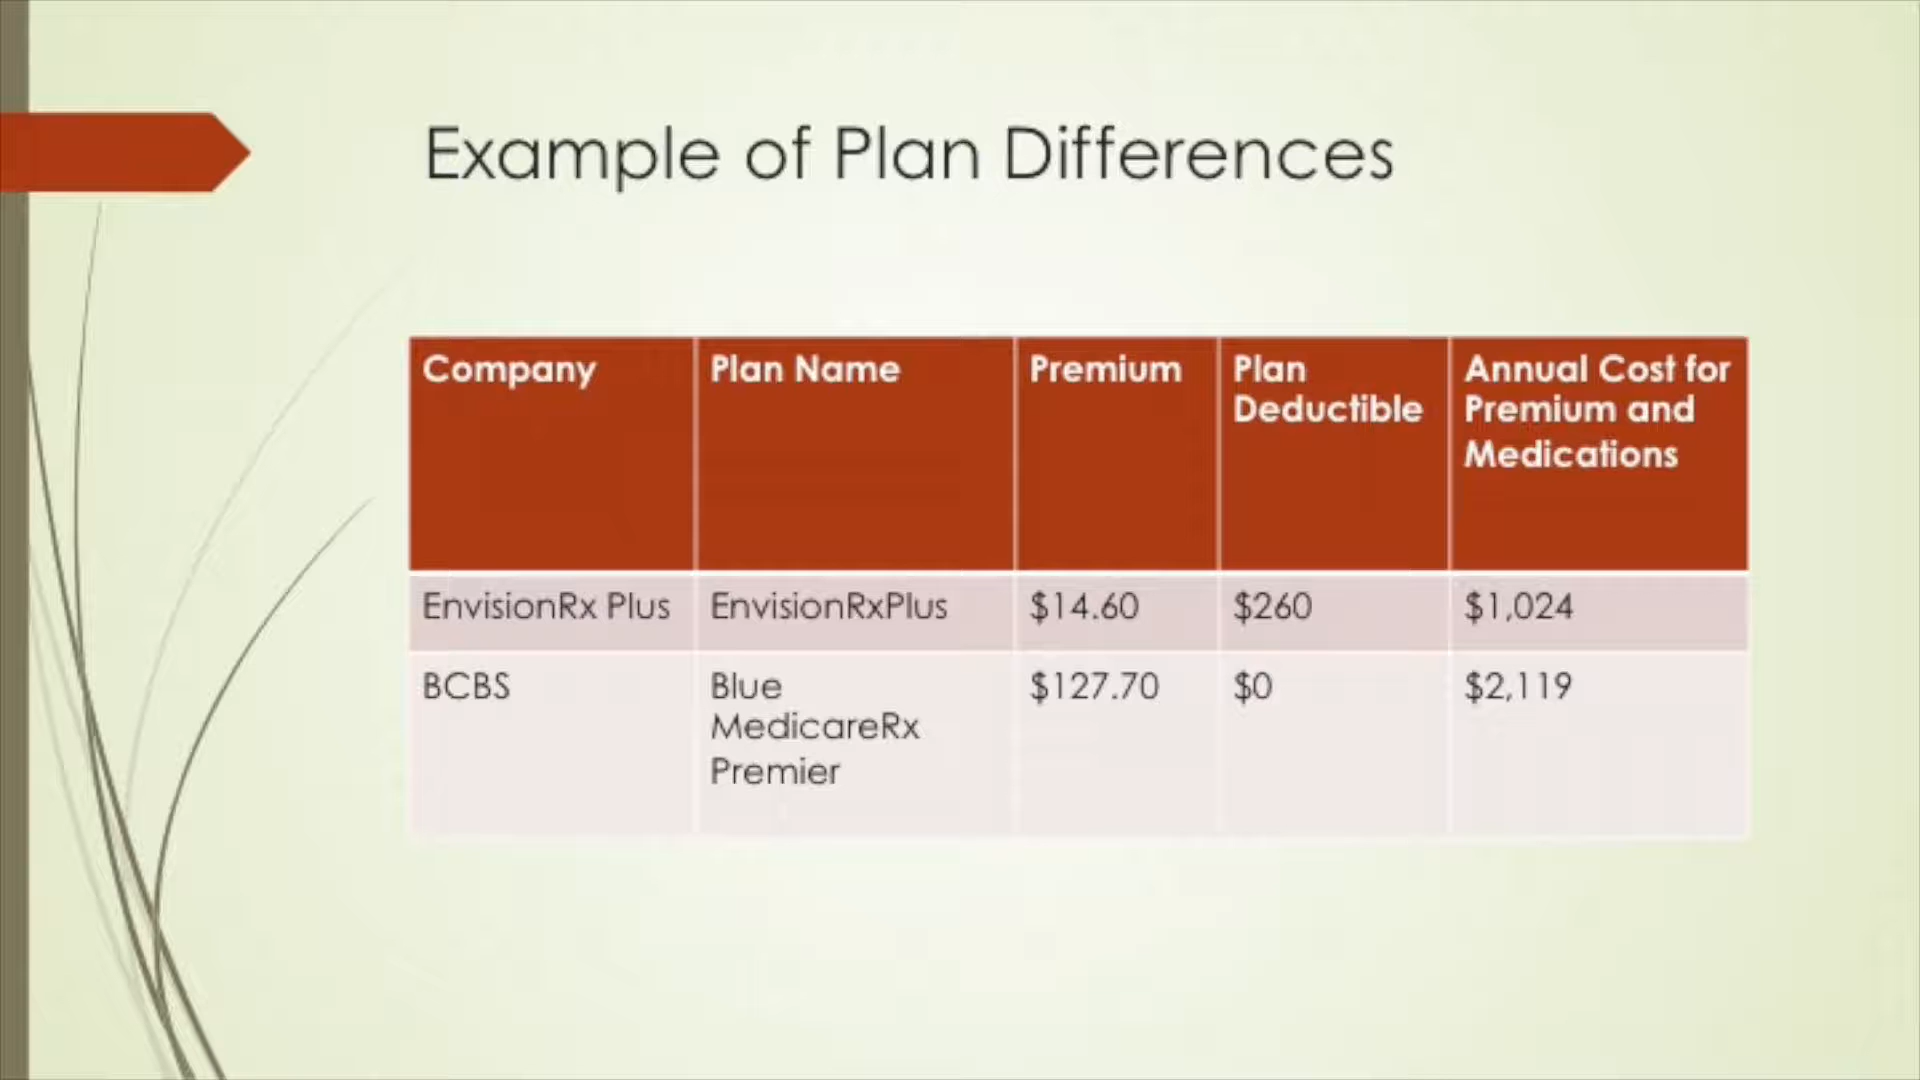 Example of Plan Differences
Company
Plan Name
Premium
Plan
Deductible
Annual Cost for
Premium and
Medications
EnvisionRx Plus
EnvisionRxPlus
$14.60
$260
$1,024
BCBS
Blue
MedicareRx
Premier
$127.70
$0
$2,119